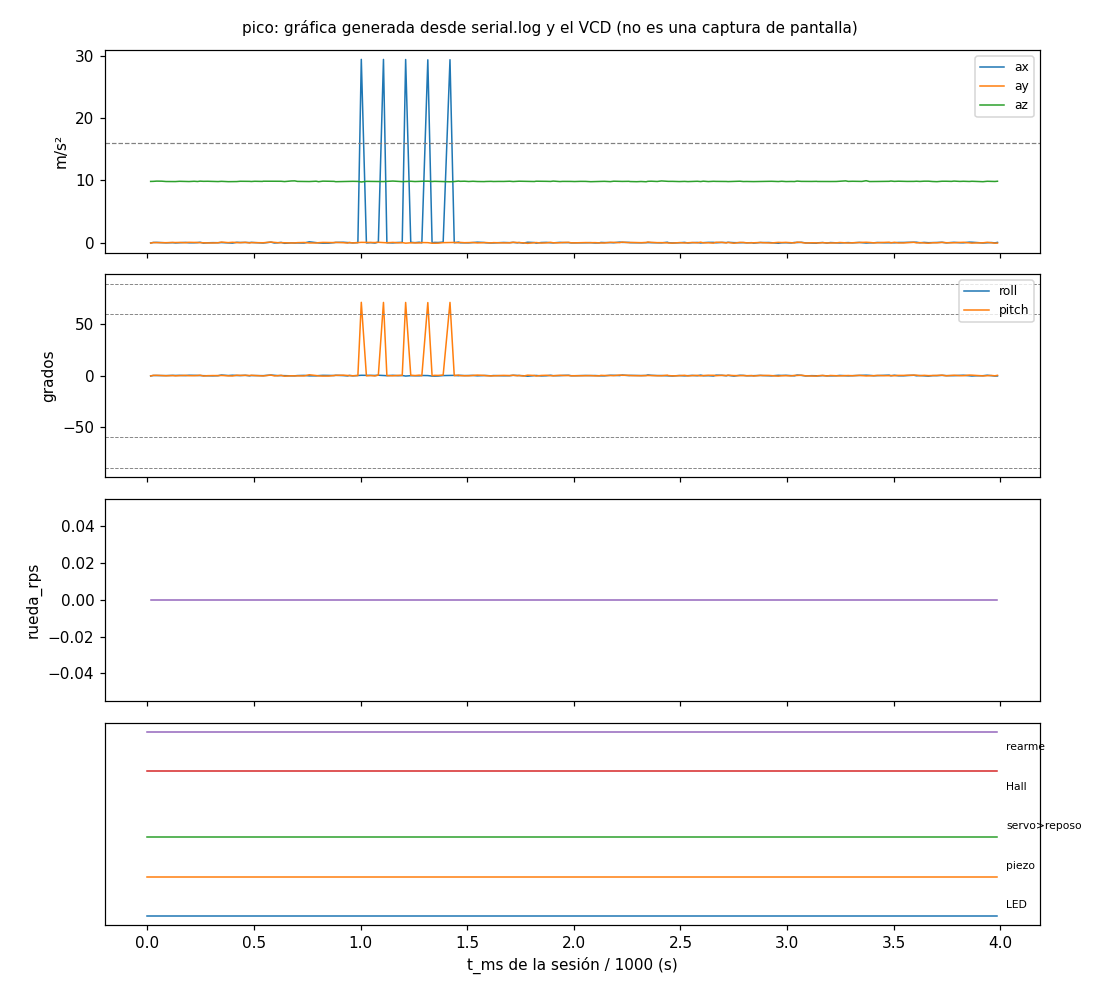 pico: gráfica generada desde serial.log y el VCD (no es una captura de pantalla)
30
20
10
0
m/s²
ax
ay
az
50
0
−50
grados
roll
pitch
0.04
0.02
0.00
−0.02
−0.04
rueda_rps
rearme
Hall
servo>reposo
piezo
LED
0.0 0.5 1.0 1.5 2.0 2.5 3.0 3.5 4.0
t_ms de la sesión / 1000 (s)